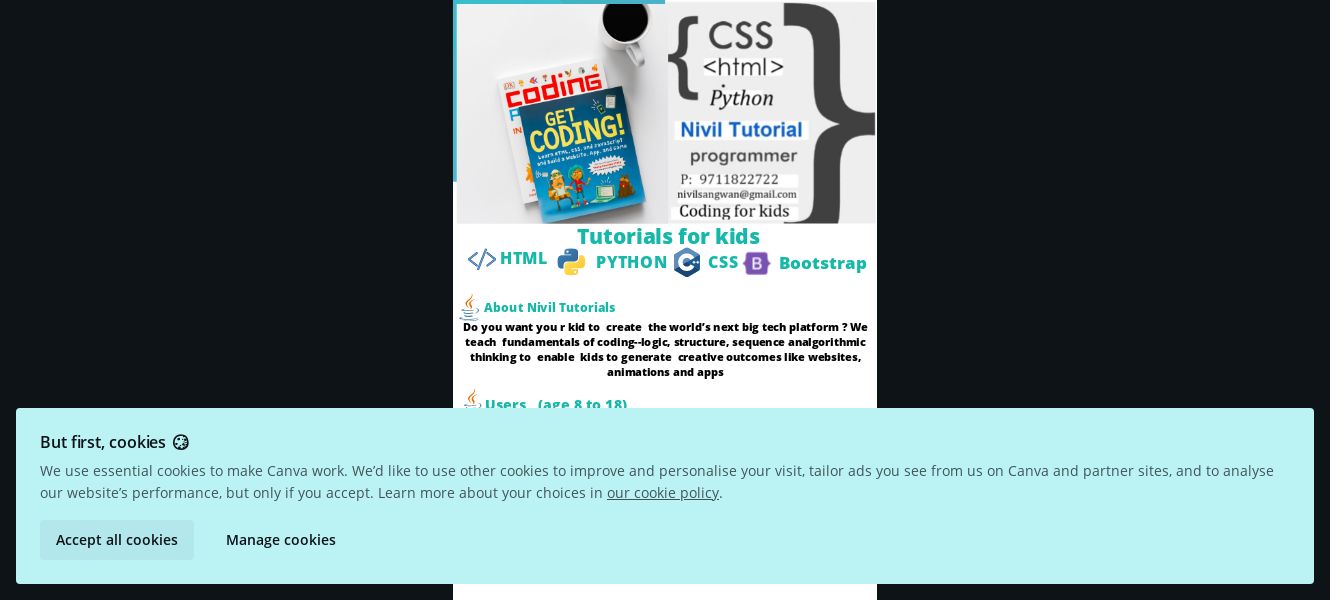 coding
GET
CODING!
Learn HTML, CSS, and JavaScript
and Build a Website, App, and Game
CSS
<html>
Python
Nivil Tutorial
programmer
P: 9711822722
nivilsangwan@gmail.com
Coding for kids
Tutorials for kids
HTML PYTHON CSS Bootstrap
About Nivil Tutorials
Do you want you r kid to create the world’s next big tech platform ? We
teach fundamentals of coding--logic, structure, sequence analgorithmic
thinking to enable kids to generate creative outcomes like websites,
animations and apps
Users (age 8 to 18)
But first, cookies
We use essential cookies to make Canva work. We’d like to use other cookies to improve and personalise your visit, tailor ads you see from us on Canva and partner sites, and to analyse
our website’s performance, but only if you accept. Learn more about your choices in our cookie policy.
Accept all cookies Manage cookies